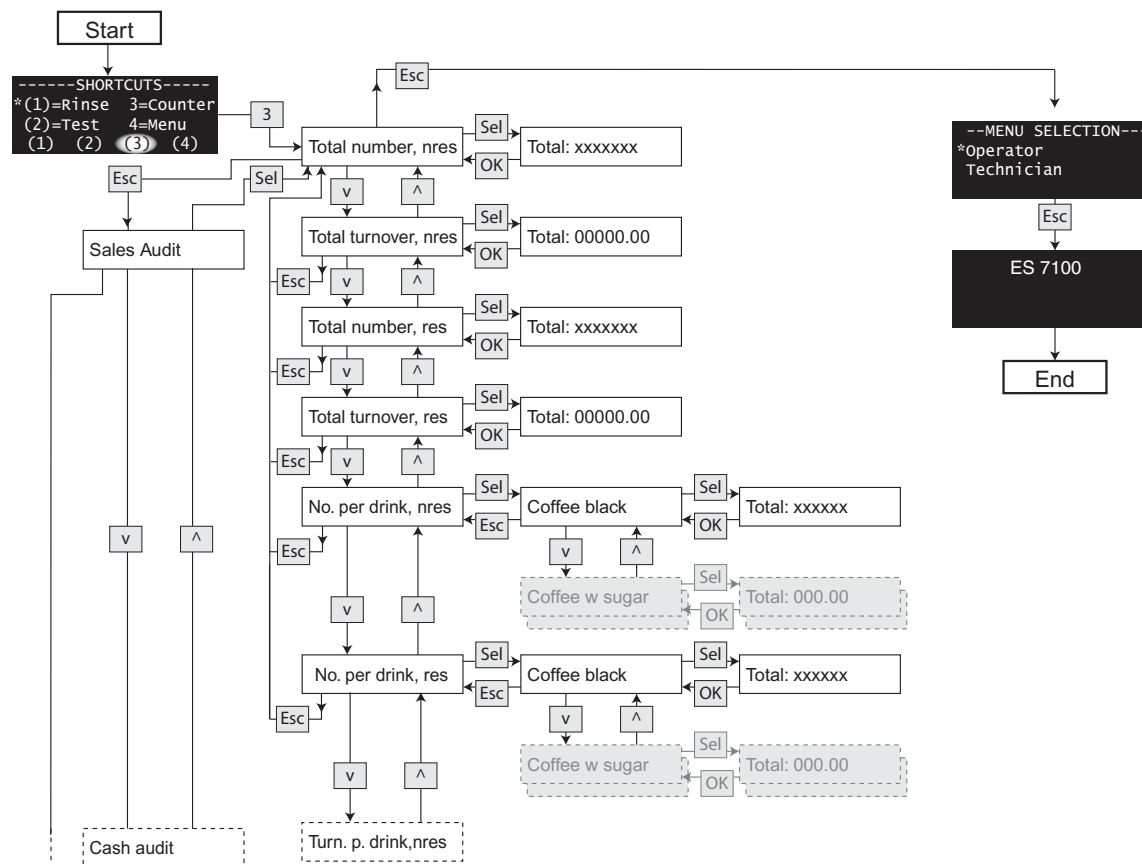 Start
Esc
------SHORTCUTS-----
*(1)=Rinse 3=Counter
(2)=Test 4=Menu
(1) (2) (3) (4)
3
Total number, nres
Sel
OK
Total: xxxxxxx
--MENU SELECTION---
*Operator
Technician
Esc
ES 7100
End
Esc
Sel
v
^
Sales Audit
Total turnover, nres
Sel
OK
Total: 00000.00
Esc
v
^
Total number, res
Sel
OK
Total: xxxxxxx
Esc
v
^
Total turnover, res
Sel
OK
Total: 00000.00
Esc
v
^
No. per drink, nres
Sel
Esc
Coffee black
Sel
OK
Total: xxxxxx
v
^
Esc
v
^
Coffee w sugar
Sel
OK
Total: 000.00
v
^
No. per drink, res
Sel
Esc
Coffee black
Sel
OK
Total: xxxxxx
Esc
v
^
Coffee w sugar
Sel
OK
Total: 000.00
v
^
Cash audit
Turn. p. drink,nres